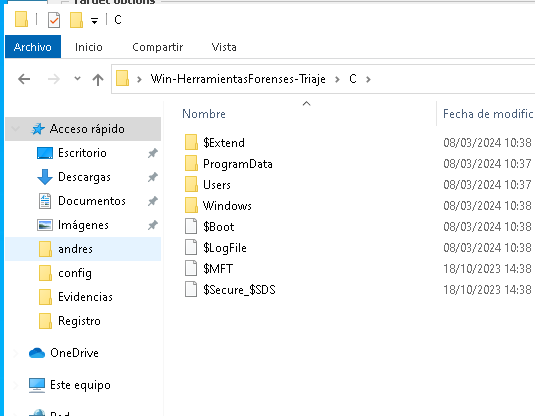 Target options
C
Archivo Inicio Compartir Vista
Win-HerramientasForenses-Triaje C
Nombre Fecha de modific
Acceso rápido
Escritorio
Descargas
Documentos
Imágenes
andres
config
Evidencias
Registro
OneDrive
Este equipo
Red
$Extend 08/03/2024 10:38
ProgramData 08/03/2024 10:37
Users 08/03/2024 10:37
Windows 08/03/2024 10:38
$Boot 08/03/2024 10:38
$LogFile 08/03/2024 10:38
$MFT 18/10/2023 14:38
$Secure_$SDS 18/10/2023 14:38